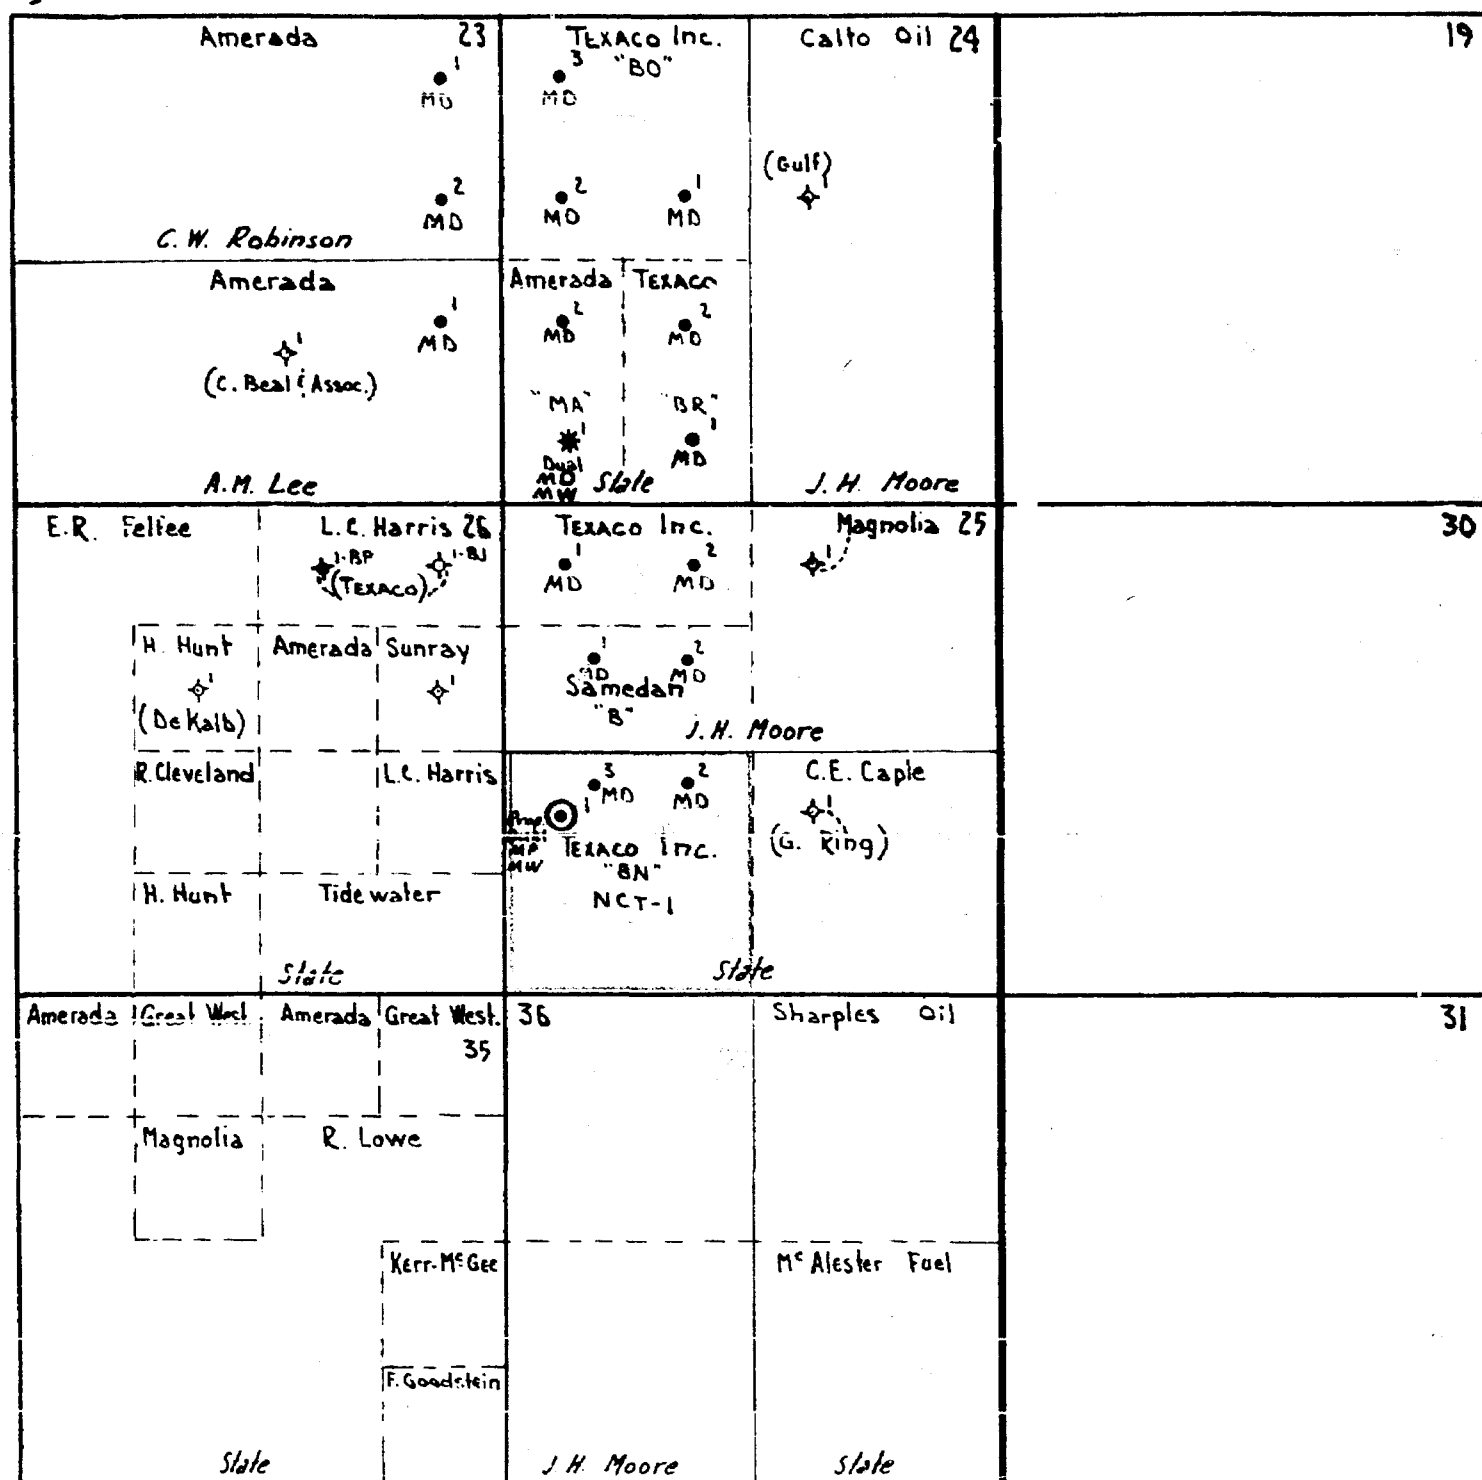 Amerada 23
TEXACO Inc.
"BO"
Calto Oil 24
19
1
MD
3
MD
(Gulf)
1
2
MD
2
MD
1
MD
C. W. Robinson
Amerada
Amerada
TEXACO
1
MD
2
MD
2
MD
1
(C. Beal & Assoc.)
"MA"
"BR"
1
Dual
MD
MW
1
MD
A.M. Lee
State
J. H. Moore
E.R.
L.C. Harris 26
TEXACO Inc.
Magnolia 25
30
1-BP
1-BJ
(TEXACO)
1
MD
2
MD
1
H. Hunt
Amerada
Sunray
1
(DeKalb)
1
1
MD
2
MD
Samedan
"B"
J. H. Moore
R. Cleveland
L.C. Harris
3
MD
2
MD
C.E. Caple
1
(G. Ring)
1
MW
TEXACO Inc.
"BN"
NCT-1
H. Hunt
Tidewater
State
State
Amerada
Great West.
Amerada
Great West.
35
36
Sharples Oil
31
Magnolia
R. Lowe
Kerr-McGee
McAlester Fuel
F. Goodstein
State
J. H. Moore
State